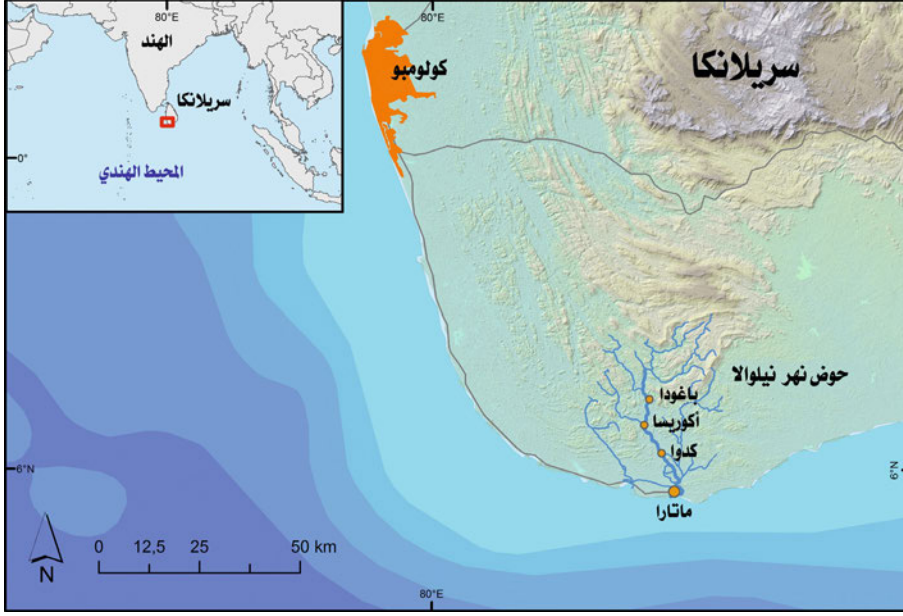 80°E
الهند
سريلانكا
0°
المحيط الهندي
80°E
كولومبو
سريلانكا
حوض نهر نيلوالا
باغودا
أكوريسا
كدوا
6°N
6°N
ماتارا
N
0 12,5 25 50 km
80°E